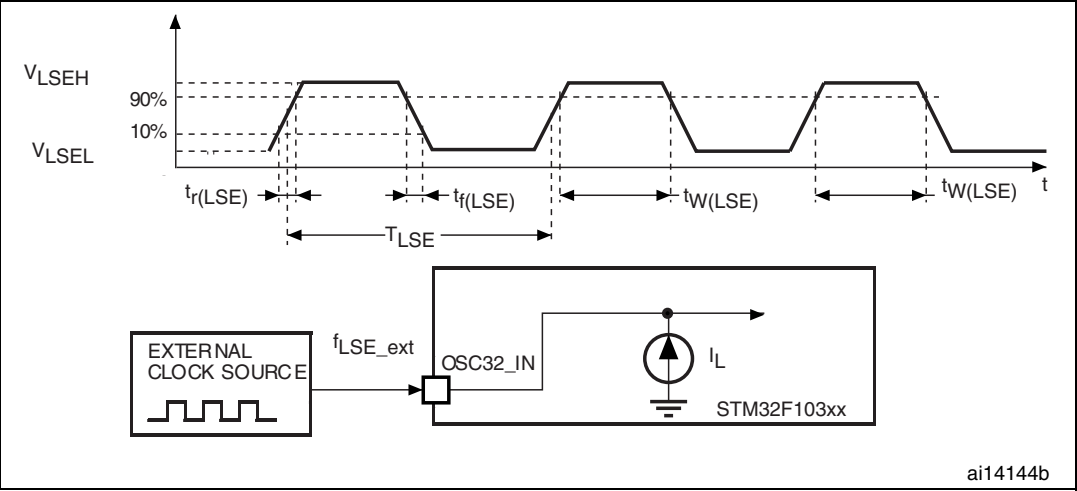 VLSEH
90%
10%
VLSEL
tr(LSE)
tf(LSE)
tW(LSE)
tW(LSE)
t
TLSE
EXTERNAL
CLOCK SOURCE
fLSE_ext
OSC32_IN
IL
STM32F103xx
ai14144b